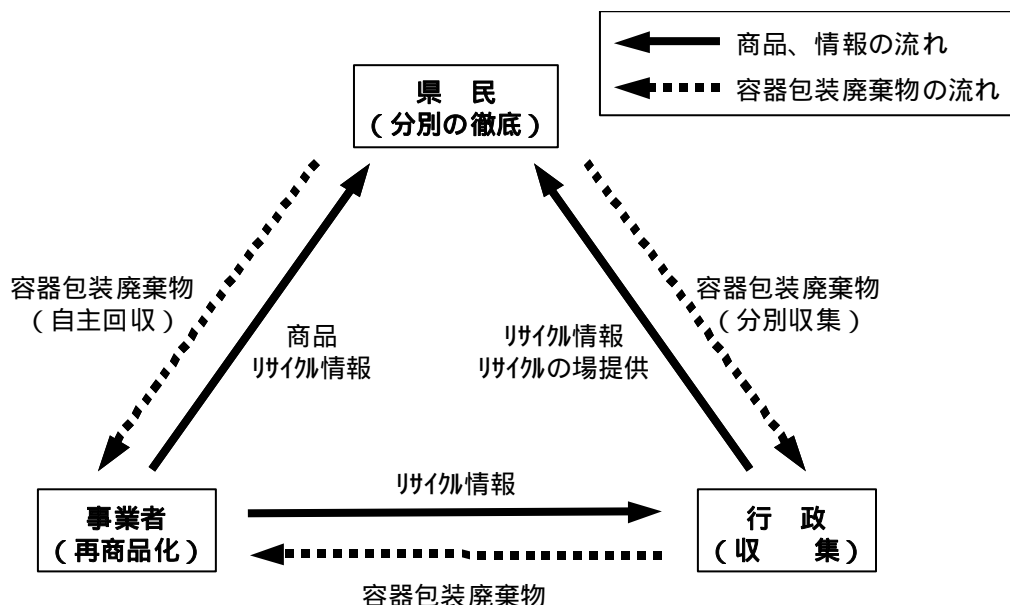 商品、情報の流れ
容器包装廃棄物の流れ
県　民
（分別の徹底）
容器包装廃棄物
（自主回収）
商品
ﾘｻｲｸﾙ情報
ﾘｻｲｸﾙ情報
ﾘｻｲｸﾙの場提供
容器包装廃棄物
（分別収集）
ﾘｻｲｸﾙ情報
事業者
（再商品化）
行　政
（収　　集）
容器包装廃棄物